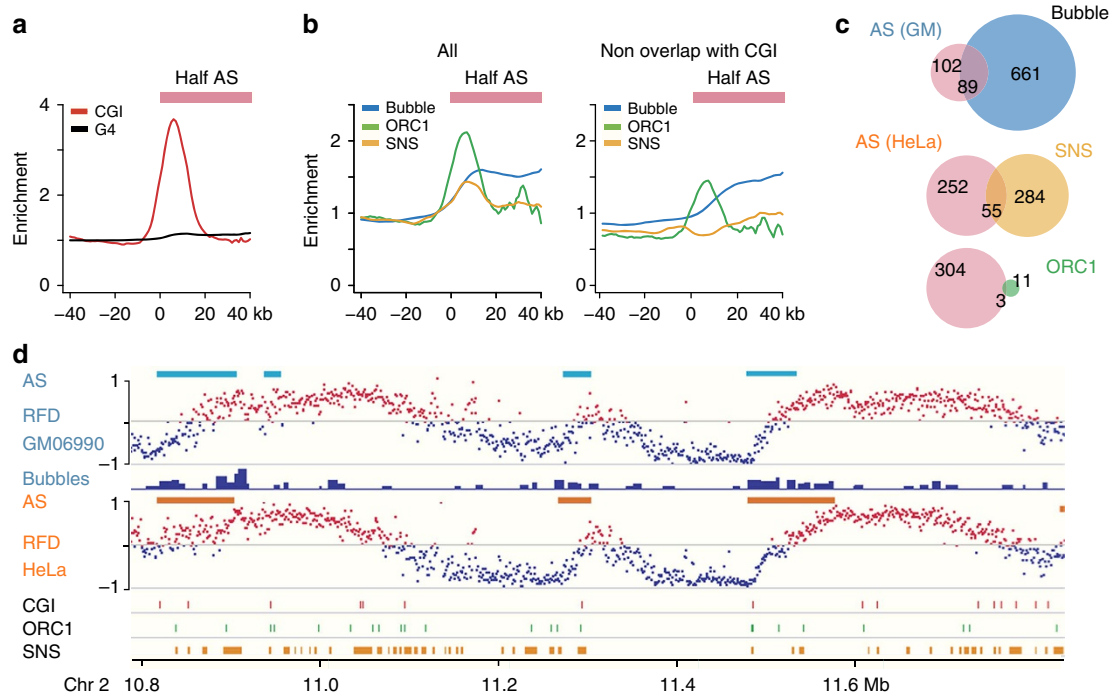 a
Half AS
4
2
0
Enrichment
CGI
G4
−40
−20
0
20
40 kb
b
All
Half AS
2
1
0
Enrichment
Bubble
ORC1
SNS
−40
−20
0
20
40 kb
Non overlap with CGI
Half AS
2
1
0
Bubble
ORC1
SNS
−40
−20
0
20
40 kb
c
Bubble
AS (GM)
102
89
661
AS (HeLa)
SNS
252
55
284
ORC1
304
11
3
d
AS
1
RFD
GM06990
−1
Bubbles
AS
1
RFD
HeLa
−1
CGI
ORC1
SNS
Chr 2
10.8
11.0
11.2
11.4
11.6 Mb